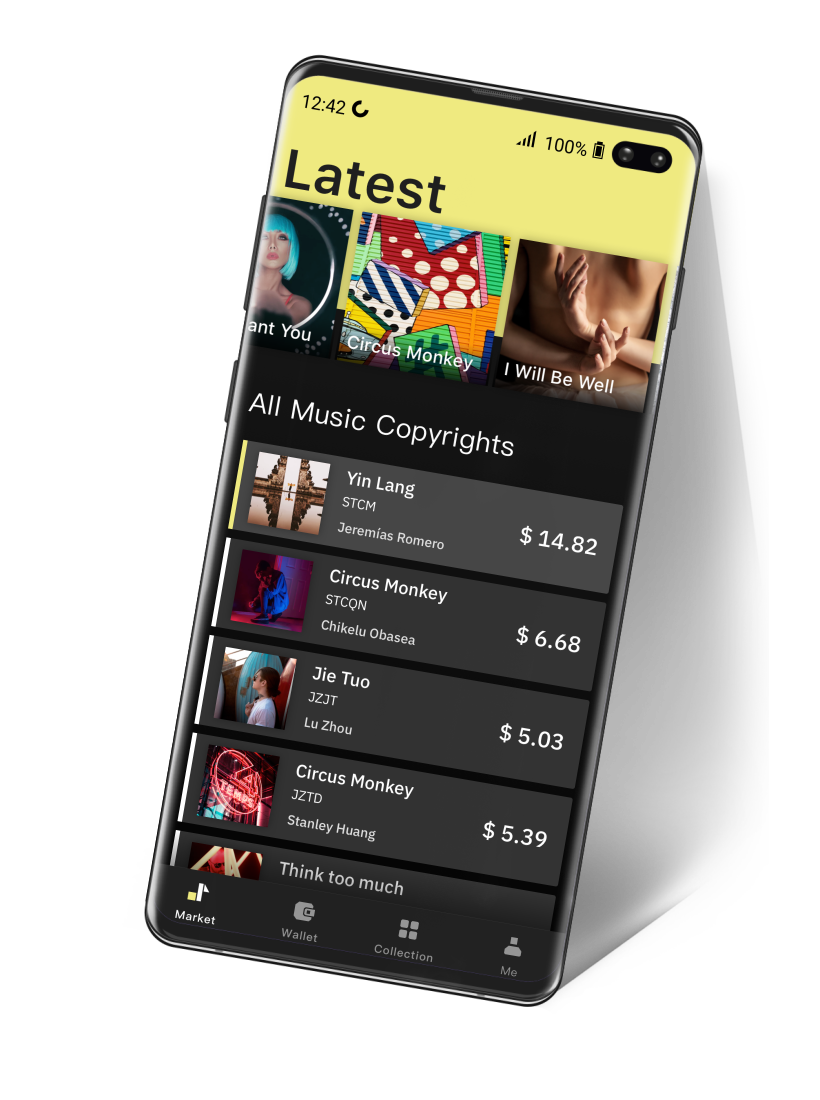 12:42
100%
Latest
ant You
Circus Monkey
I Will Be Well
All Music Copyrights
Yin Lang
STCM
Jeremías Romero
$ 14.82
Circus Monkey
STCQN
Chikelu Obasea
$ 6.68
Jie Tuo
JZJT
Lu Zhou
$ 5.03
Circus Monkey
JZTD
Stanley Huang
$ 5.39
Think too much
Market
Wallet
Collection
Me